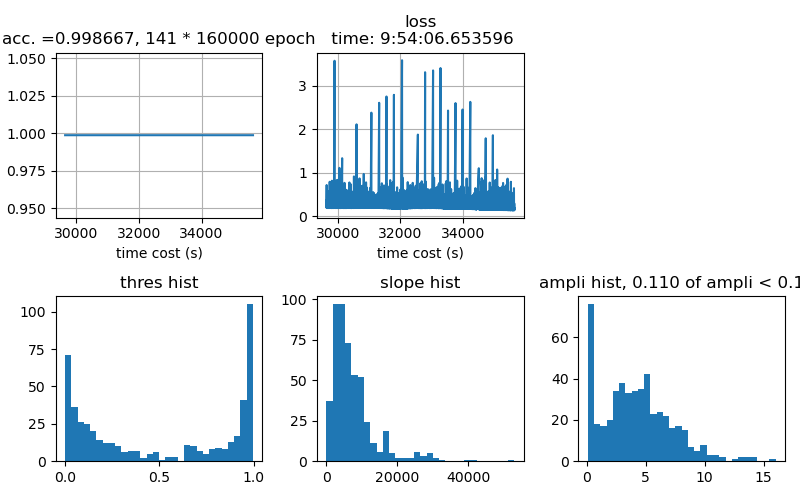 acc. =0.998667, 141 * 160000 epoch
1.050
1.025
1.000
0.975
0.950
30000 32000 34000
time cost (s)
loss
time: 9:54:06.653596
3
2
1
0
30000 32000 34000
time cost (s)
thres hist
100
75
50
25
0
0.0 0.5 1.0
slope hist
100
75
50
25
0
0 20000 40000
ampli hist, 0.110 of ampli < 0.1
60
40
20
0
0 5 10 15